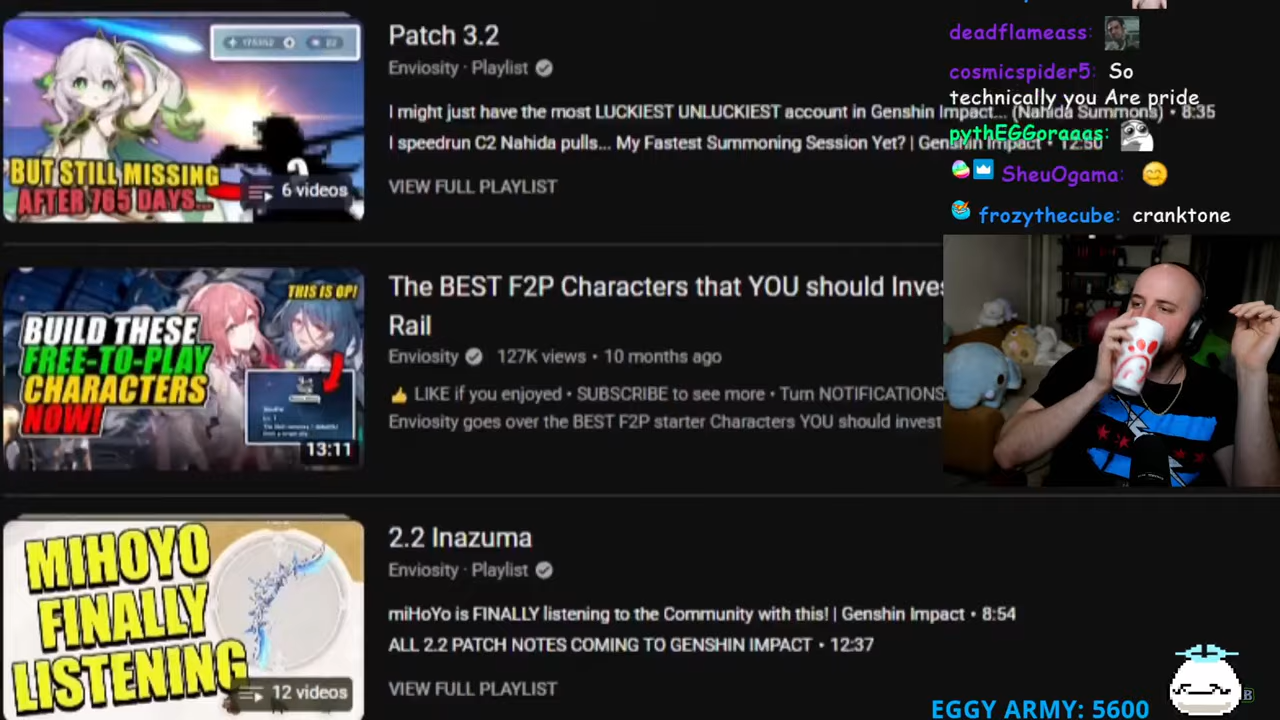 Patch 3.2
Enviosity · Playlist
I might just have the most LUCKIEST UNLUCKIEST account in Genshin Impact... (Nahida Summons) • 8:35
I speedrun C2 Nahida pulls... My Fastest Summoning Session Yet? | Genshin Impact • 12:50
VIEW FULL PLAYLIST
BUT STILL MISSING
AFTER 765 DAYS...
6 videos
The BEST F2P Characters that YOU should Inves
Rail
Enviosity 127K views • 10 months ago
👍 LIKE if you enjoyed • SUBSCRIBE to see more • Turn NOTIFICATIONS
Enviosity goes over the BEST F2P starter Characters YOU should invest
THIS IS OP!
BUILD THESE
FREE-TO-PLAY
CHARACTERS
NOW!
13:11
2.2 Inazuma
Enviosity · Playlist
miHoYo is FINALLY listening to the Community with this! | Genshin Impact • 8:54
ALL 2.2 PATCH NOTES COMING TO GENSHIN IMPACT • 12:37
VIEW FULL PLAYLIST
MIHOYO
FINALLY
LISTENING
12 videos
deadflameass:
cosmicspider5: So
technically you Are pride
pythEGGoraaas:
SheuOgama: 😊
frozythecube: cranktone
EGGY ARMY: 5600
B